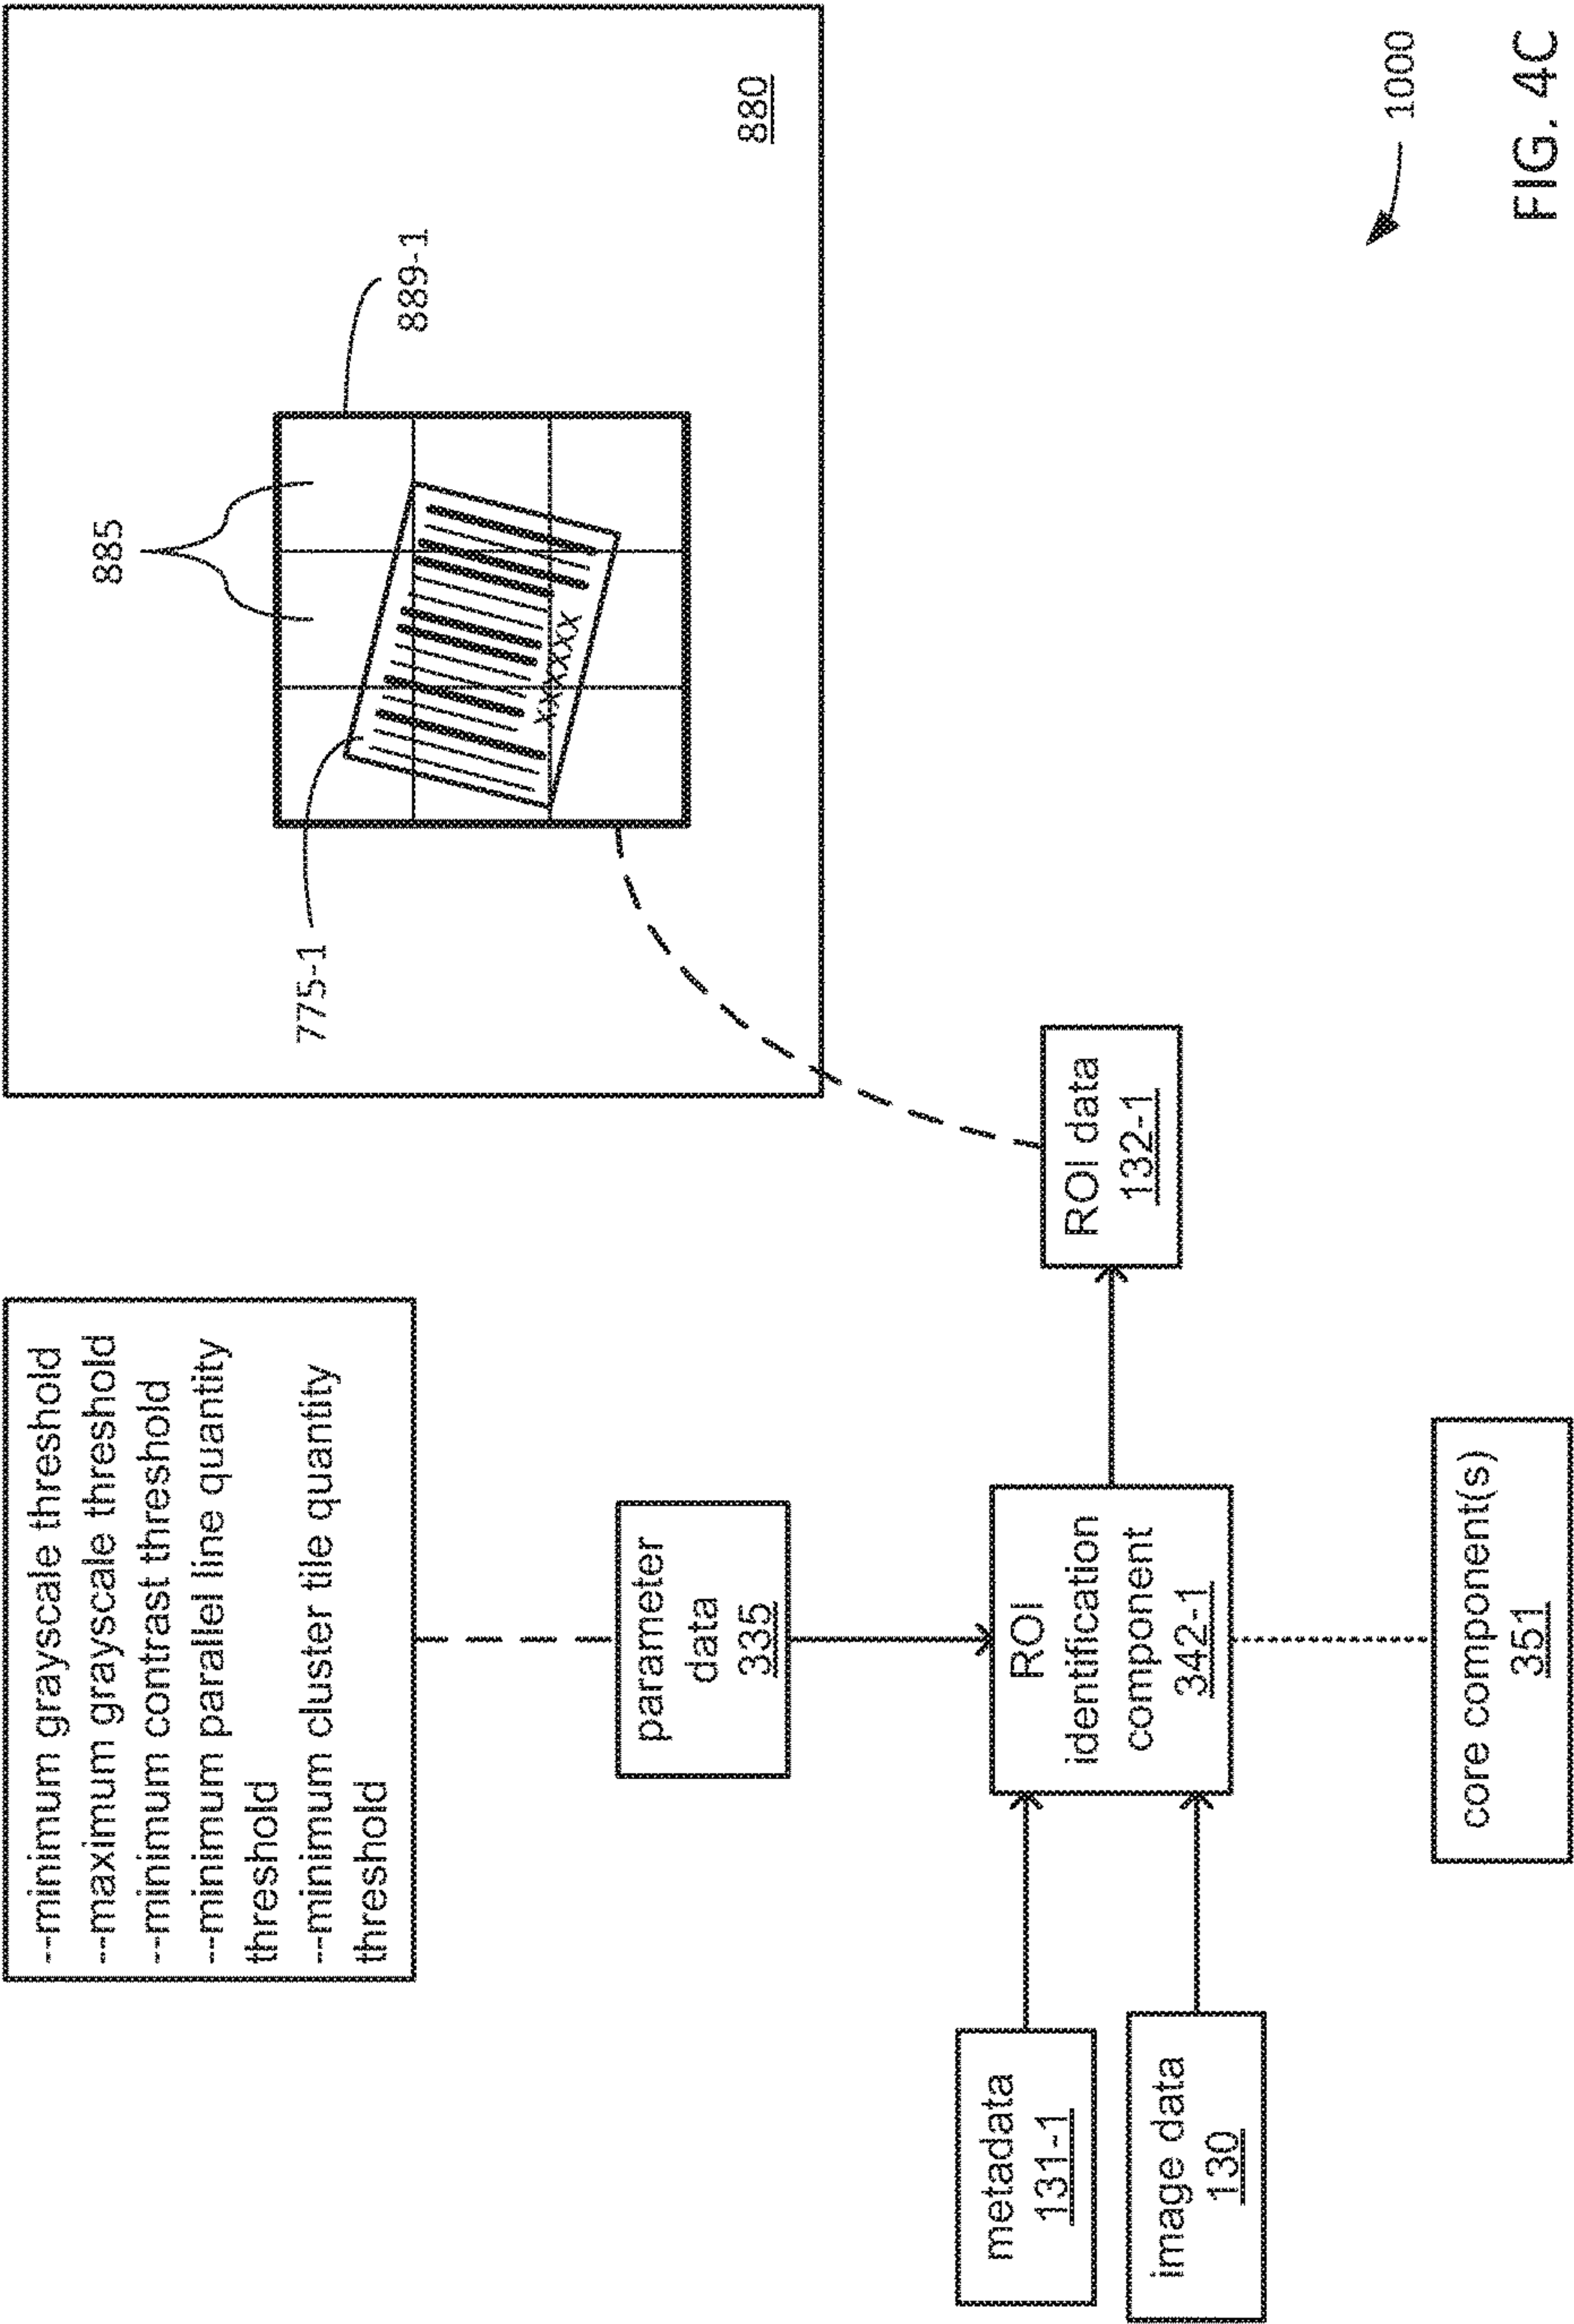 --minimum grayscale threshold
--maximum grayscale threshold
--minimum contrast threshold
--minimum parallel line quantity
threshold
--minimum cluster tile quantity
threshold
885
889-1
775-1
xxxxxx
880
parameter
data
335
metadata
131-1
image data
130
ROI
identification
component
342-1
ROI data
132-1
core component(s)
351
1000
FIG. 4C